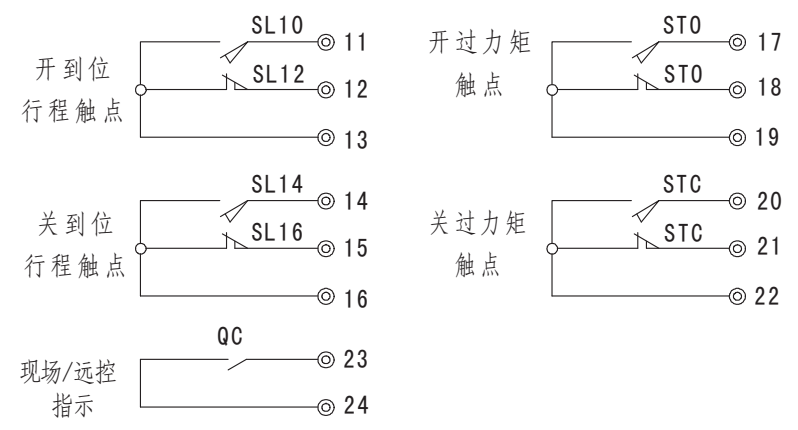 开到位
行程触点
SL10
11
SL12
12
13
开过力矩
触点
STO
17
STO
18
19
关到位
行程触点
SL14
14
SL16
15
16
关过力矩
触点
STC
20
STC
21
22
现场/远控
指示
QC
23
24